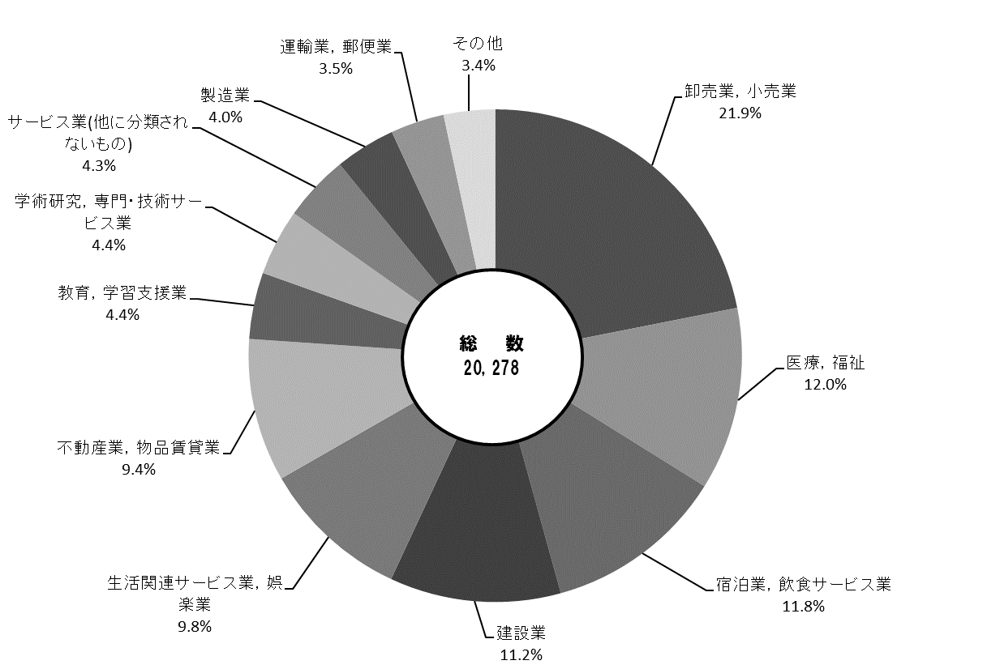 運輸業，郵便業
3.5%
その他
3.4%
卸売業，小売業
21.9%
製造業
4.0%
サービス業(他に分類され
ないもの)
4.3%
学術研究，専門・技術サー
ビス業
4.4%
教育，学習支援業
4.4%
総　数
20,278
医療，福祉
12.0%
不動産業，物品賃貸業
9.4%
生活関連サービス業，娯
楽業
9.8%
宿泊業，飲食サービス業
11.8%
建設業
11.2%